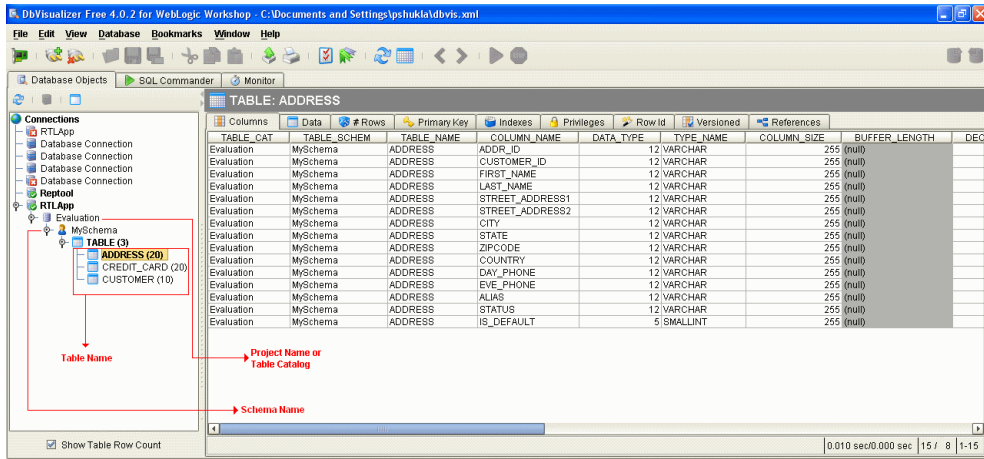 DbVisualizer Free 4.0.2 for WebLogic Workshop - C:\Documents and Settings\pshukla\dbvis.xml
File Edit View Database Bookmarks Window Help
Database Objects SQL Commander Monitor
TABLE: ADDRESS
Connections
RTLApp
Database Connection
Database Connection
Database Connection
Database Connection
Reptool
RTLApp
Evaluation
MySchema
TABLE (3)
ADDRESS (20)
CREDIT_CARD (20)
CUSTOMER (10)
Table Name
Project Name or
Table Catalog
Schema Name
Show Table Row Count
Columns Data # Rows Primary Key Indexes Privileges Row Id Versioned References
TABLE_CAT TABLE_SCHEM TABLE_NAME COLUMN_NAME DATA_TYPE TYPE_NAME COLUMN_SIZE BUFFER_LENGTH DEC
Evaluation MySchema ADDRESS ADDR_ID 12 VARCHAR 255 (null)
Evaluation MySchema ADDRESS CUSTOMER_ID 12 VARCHAR 255 (null)
Evaluation MySchema ADDRESS FIRST_NAME 12 VARCHAR 255 (null)
Evaluation MySchema ADDRESS LAST_NAME 12 VARCHAR 255 (null)
Evaluation MySchema ADDRESS STREET_ADDRESS1 12 VARCHAR 255 (null)
Evaluation MySchema ADDRESS STREET_ADDRESS2 12 VARCHAR 255 (null)
Evaluation MySchema ADDRESS CITY 12 VARCHAR 255 (null)
Evaluation MySchema ADDRESS STATE 12 VARCHAR 255 (null)
Evaluation MySchema ADDRESS ZIPCODE 12 VARCHAR 255 (null)
Evaluation MySchema ADDRESS COUNTRY 12 VARCHAR 255 (null)
Evaluation MySchema ADDRESS DAY_PHONE 12 VARCHAR 255 (null)
Evaluation MySchema ADDRESS EVE_PHONE 12 VARCHAR 255 (null)
Evaluation MySchema ADDRESS ALIAS 12 VARCHAR 255 (null)
Evaluation MySchema ADDRESS STATUS 12 VARCHAR 255 (null)
Evaluation MySchema ADDRESS IS_DEFAULT 5 SMALLINT 255 (null)
0.010 sec/0.000 sec 15 / 8 1-15